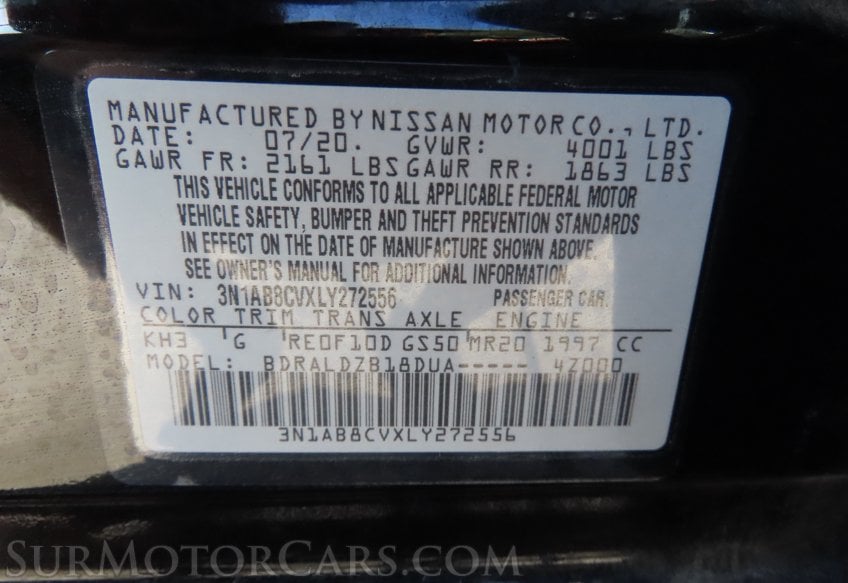 MANUFACTURED BY NISSAN MOTOR CO., LTD.
DATE: 07/20. GVWR: 4001 LBS
GAWR FR: 2161 LBS GAWR RR: 1863 LBS
THIS VEHICLE CONFORMS TO ALL APPLICABLE FEDERAL MOTOR
VEHICLE SAFETY, BUMPER AND THEFT PREVENTION STANDARDS
IN EFFECT ON THE DATE OF MANUFACTURE SHOWN ABOVE.
SEE OWNER'S MANUAL FOR ADDITIONAL INFORMATION.
VIN: 3N1AB8CVXLY272556 PASSENGER CAR.
COLOR TRIM TRANS AXLE ENGINE
KH3 G RE0F10D GS50 MR20 1997 CC
MODEL: BDRALDZB18DUA----- 4Z000
3N1AB8CVXLY272556
SURMOTORCARS.COM